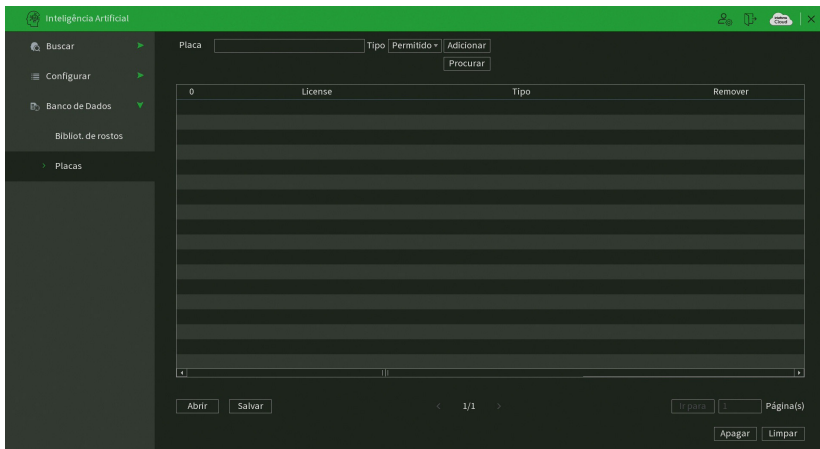 Inteligência Artificial
Cloud
Buscar
Configurar
Banco de Dados
Bibliot. de rostos
Placas
Placa Tipo Permitido Adicionar
Procurar
0 License Tipo Remover
Abrir Salvar 1/1 Ir para 1 Página(s)
Apagar Limpar